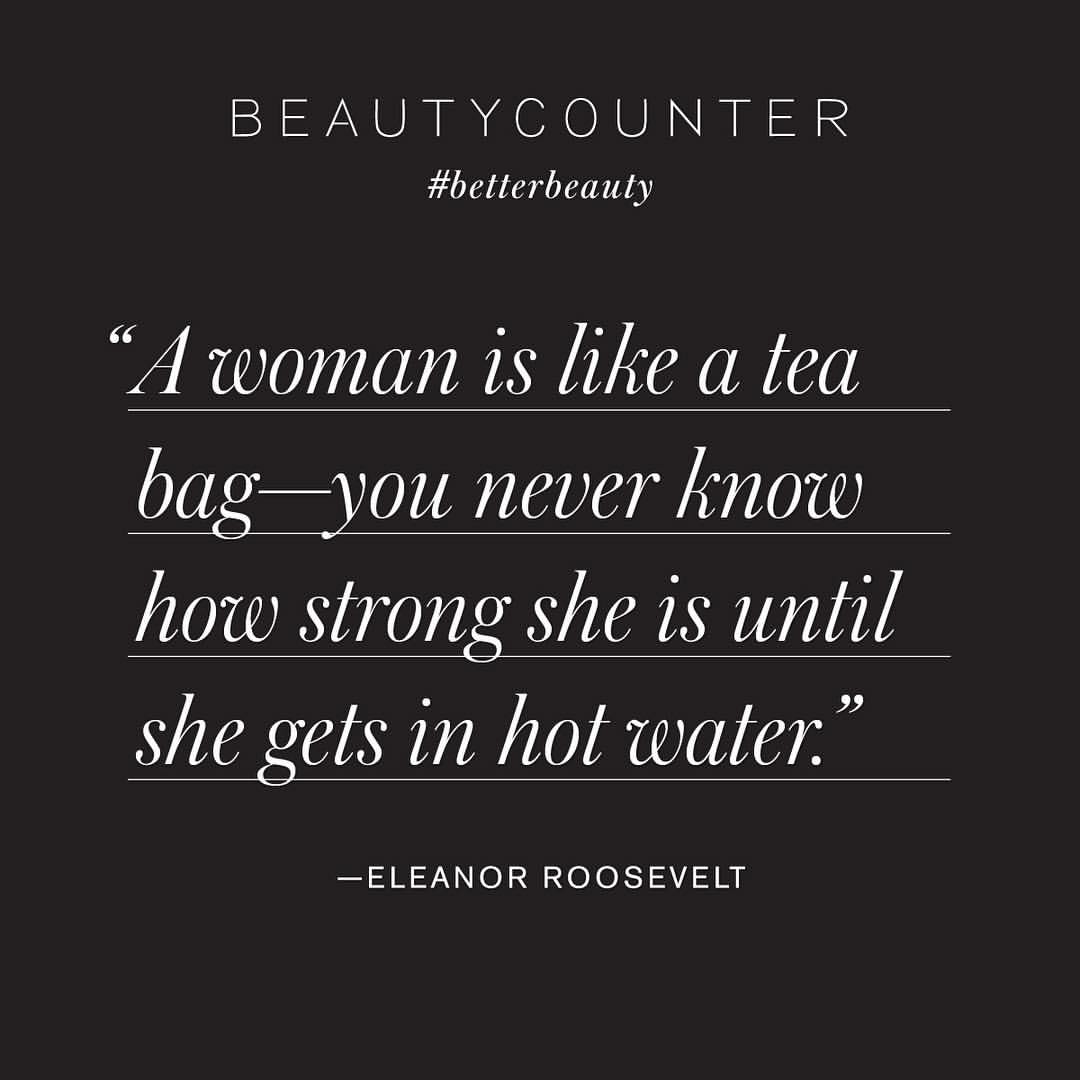 BEAUTYCOUNTER
#betterbeauty
“A woman is like a tea
bag—you never know
how strong she is until
she gets in hot water.”
—ELEANOR ROOSEVELT